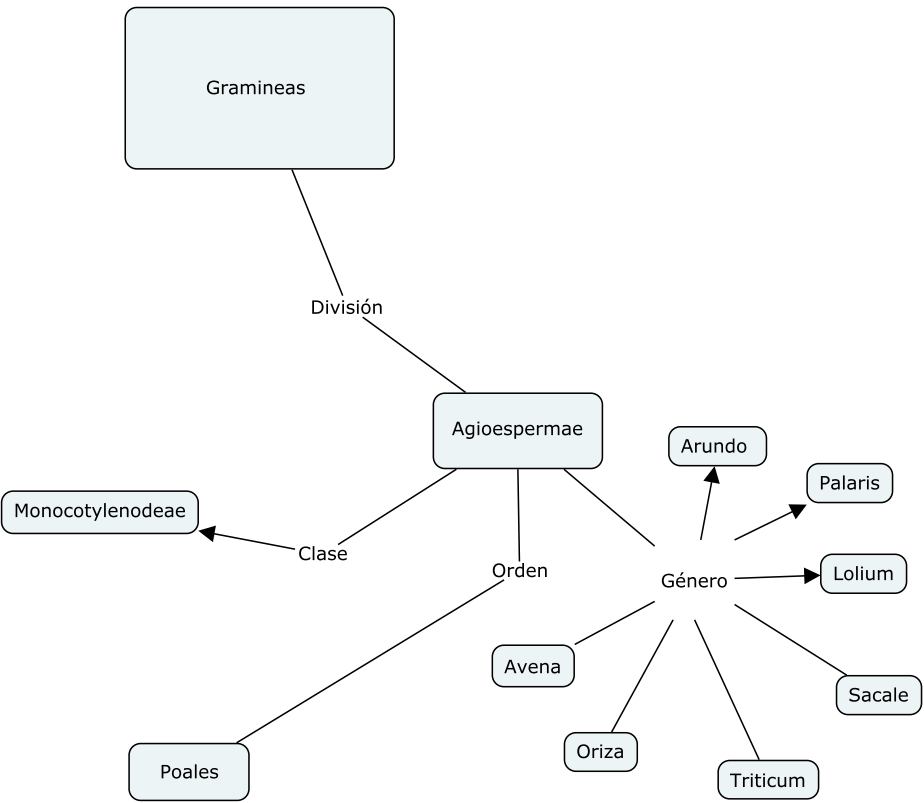 Gramineas
División
Agioespermae
Arundo
Palaris
Monocotylenodeae
Clase
Orden
Género
Lolium
Avena
Sacale
Oriza
Poales
Triticum